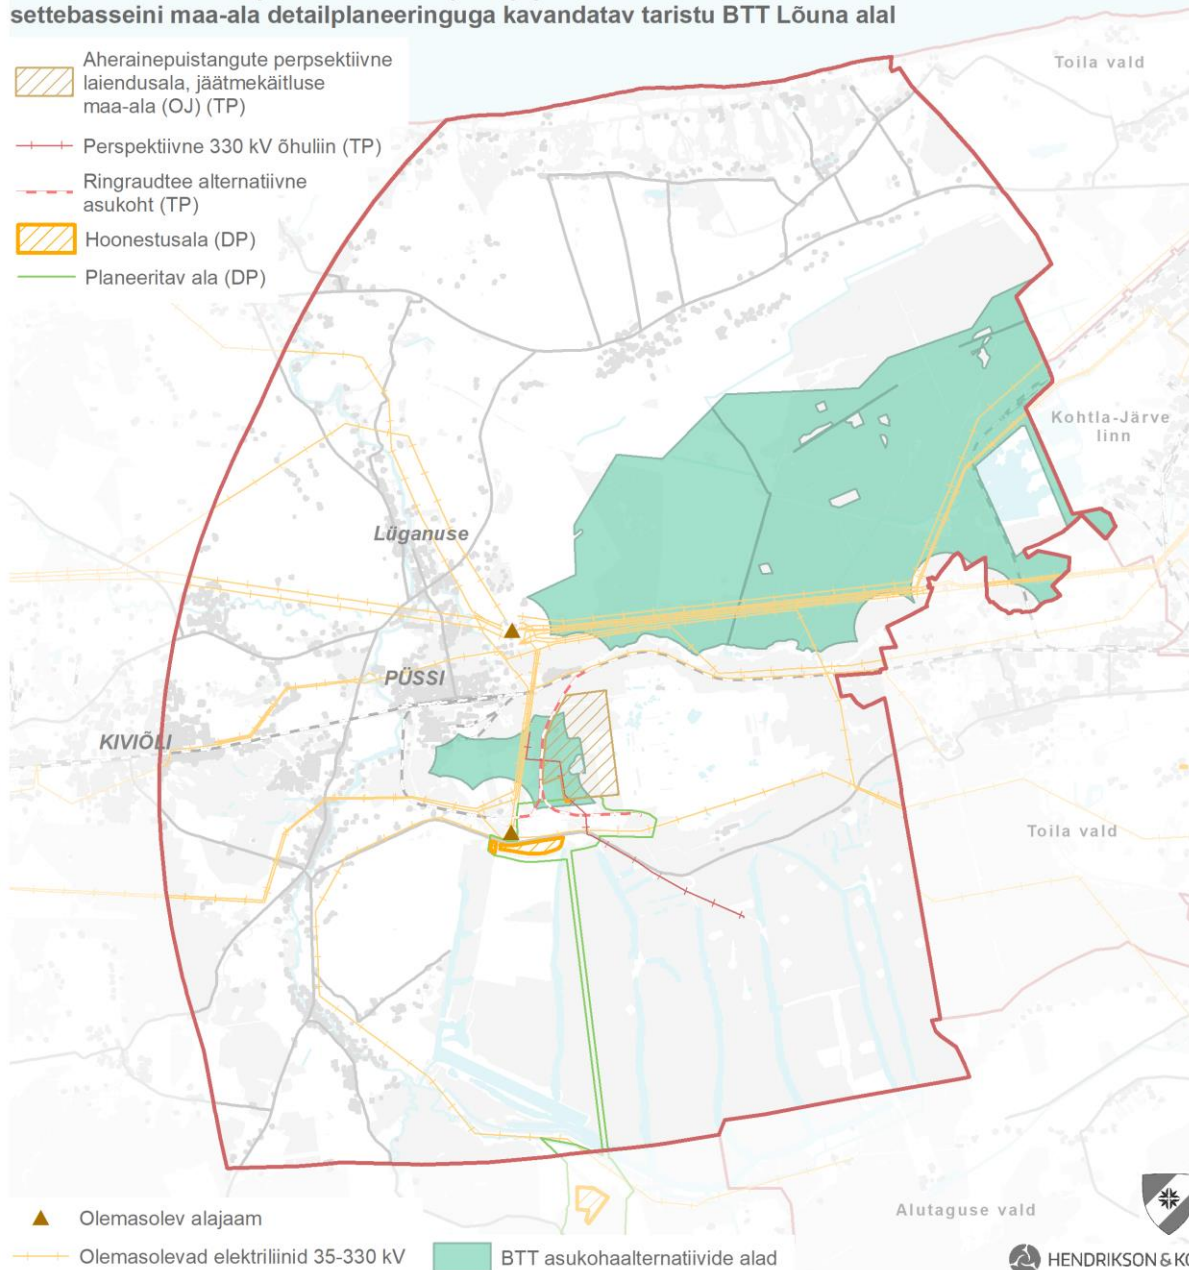 settebasseini maa-ala detailplaneeringuga kavandatav taristu BTT Lõuna alal
Aherainepuistangute perpsektiivne
laiendusala, jäätmekäitluse
maa-ala (OJ) (TP)
Perspektiivne 330 kV õhuliin (TP)
Ringraudtee alternatiivne
asukoht (TP)
Hoonestusala (DP)
Planeeritav ala (DP)
Toila vald
Kohtla-Järve
linn
Lüganuse
PÜSSI
KIVIÕLI
Toila vald
Alutaguse vald
Olemasolev alajaam
Olemasolevad elektriliinid 35-330 kV
BTT asukohaalternatiivide alad
HENDRIKSON & KO